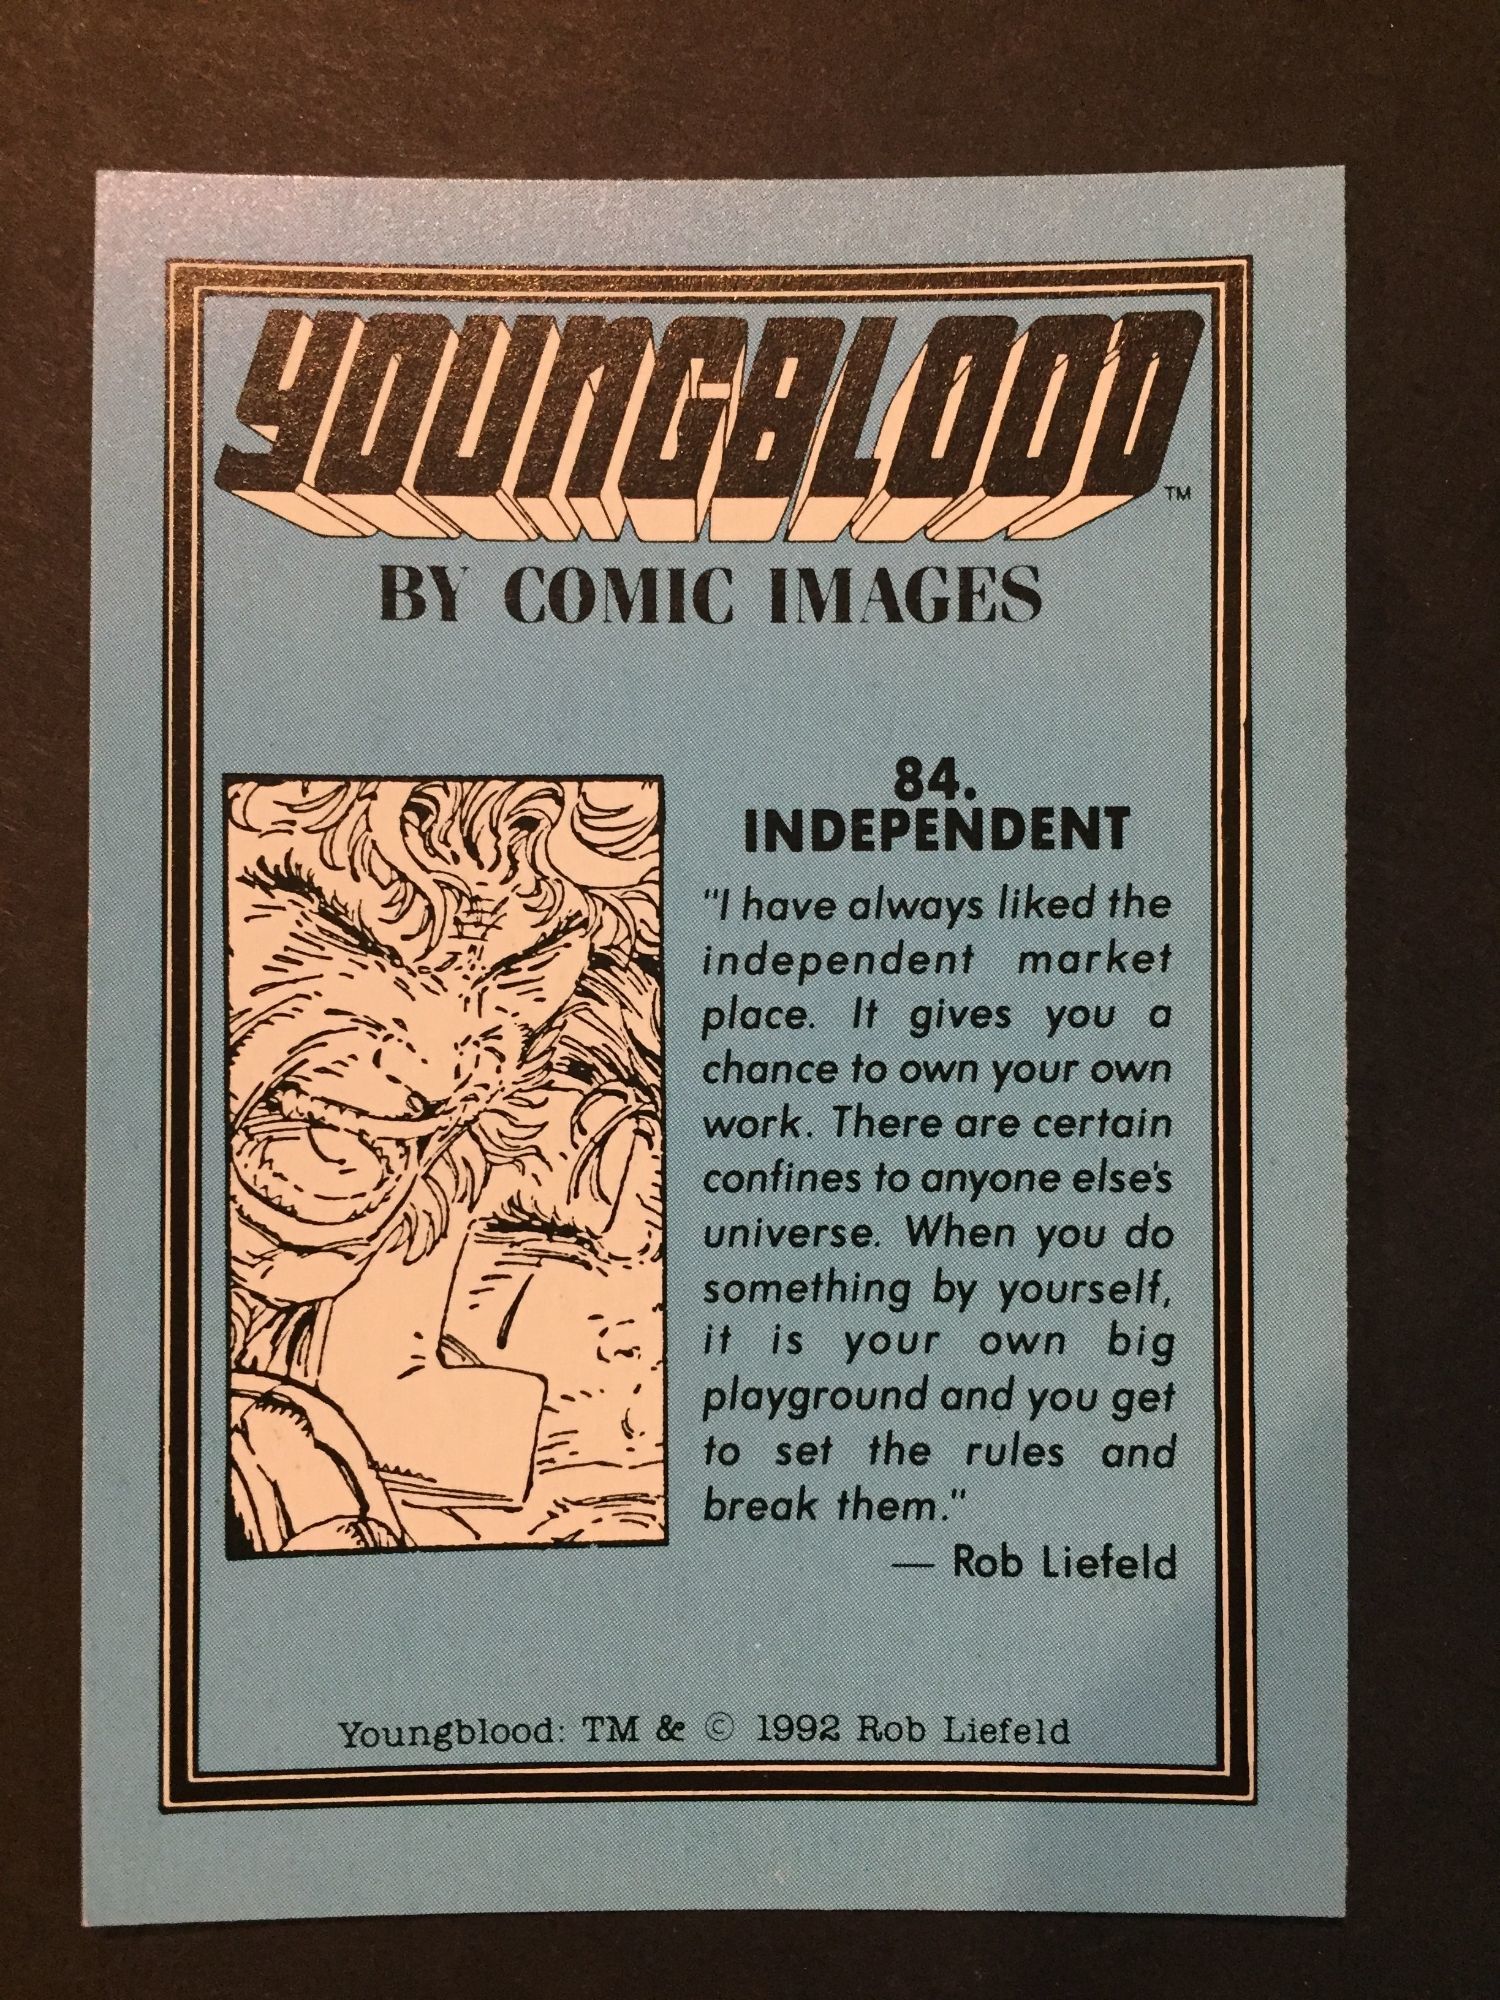 YOUNGBLOOD™
BY COMIC IMAGES
84.
INDEPENDENT
"I have always liked the
independent market
place. It gives you a
chance to own your own
work. There are certain
confines to anyone else's
universe. When you do
something by yourself,
it is your own big
playground and you get
to set the rules and
break them."
— Rob Liefeld
Youngblood: TM & © 1992 Rob Liefeld